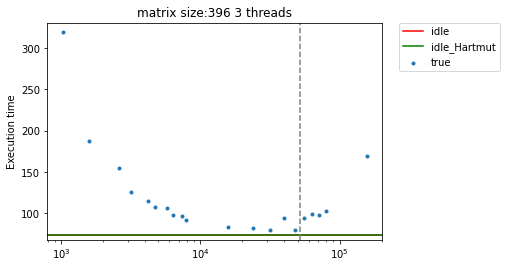 matrix size:396 3 threads
idle
idle_Hartmut
true
Execution time
300
250
200
150
100
10³
10⁴
10⁵